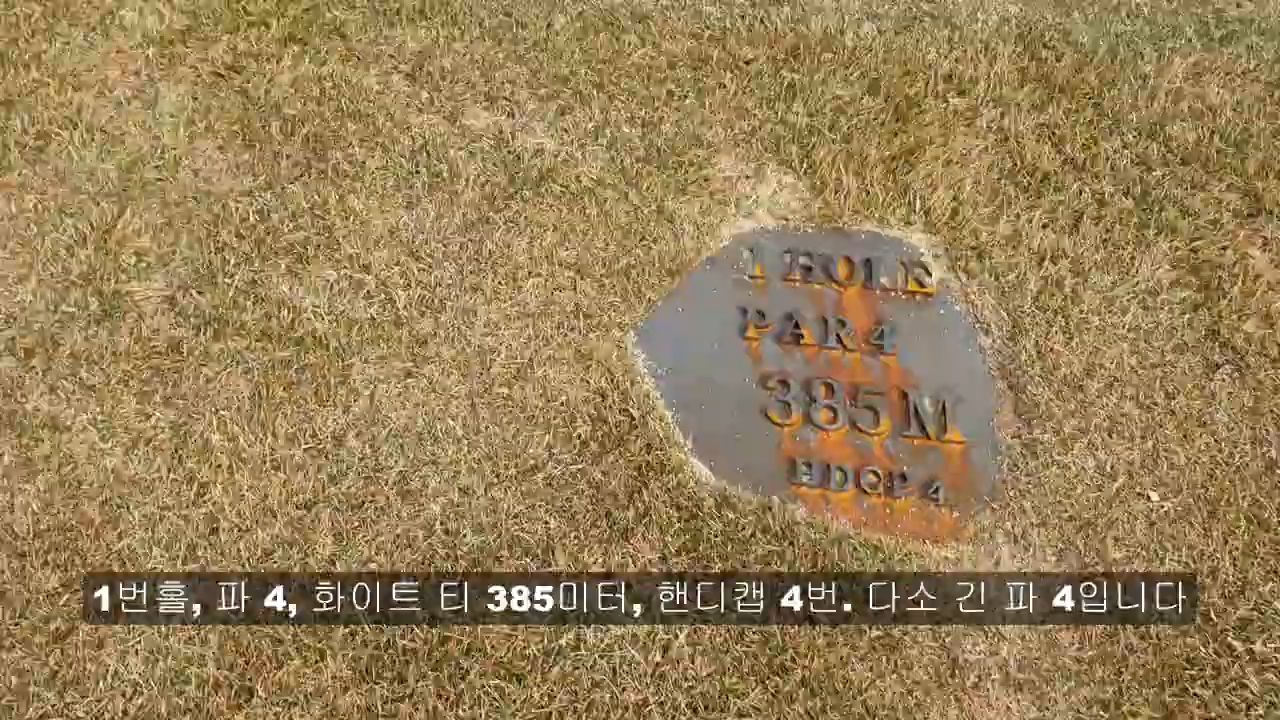 1 HOLE
PAR 4
385 M
HDCP 4
1번홀, 파 4, 화이트 티 385미터, 핸디캡 4번. 다소 긴 파 4입니다